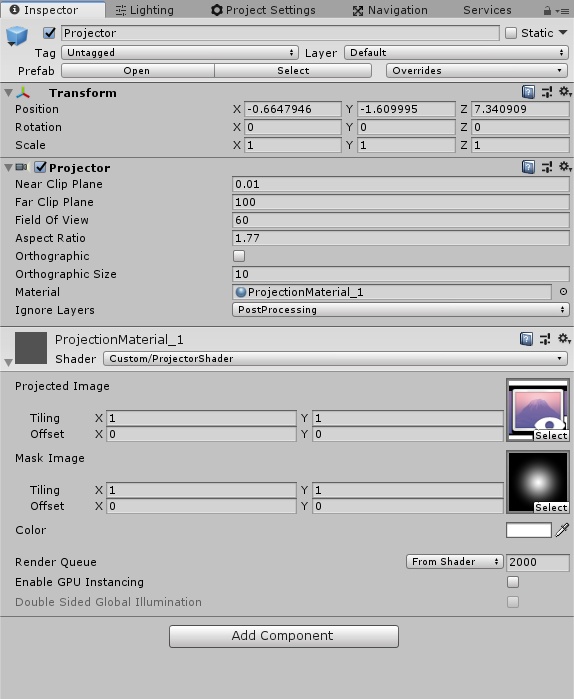 Inspector Lighting Project Settings Navigation Services
Projector Static
Tag Untagged Layer Default
Prefab Open Select Overrides
Transform
Position X -0.6647946 Y -1.609995 Z 7.340909
Rotation X 0 Y 0 Z 0
Scale X 1 Y 1 Z 1
Projector
Near Clip Plane 0.01
Far Clip Plane 100
Field Of View 60
Aspect Ratio 1.77
Orthographic
Orthographic Size 10
Material ProjectionMaterial_1
Ignore Layers PostProcessing
ProjectionMaterial_1
Shader Custom/ProjectorShader
Projected Image
Tiling X 1 Y 1
Offset X 0 Y 0
Select
Mask Image
Tiling X 1 Y 1
Offset X 0 Y 0
Select
Color
Render Queue From Shader 2000
Enable GPU Instancing
Double Sided Global Illumination
Add Component